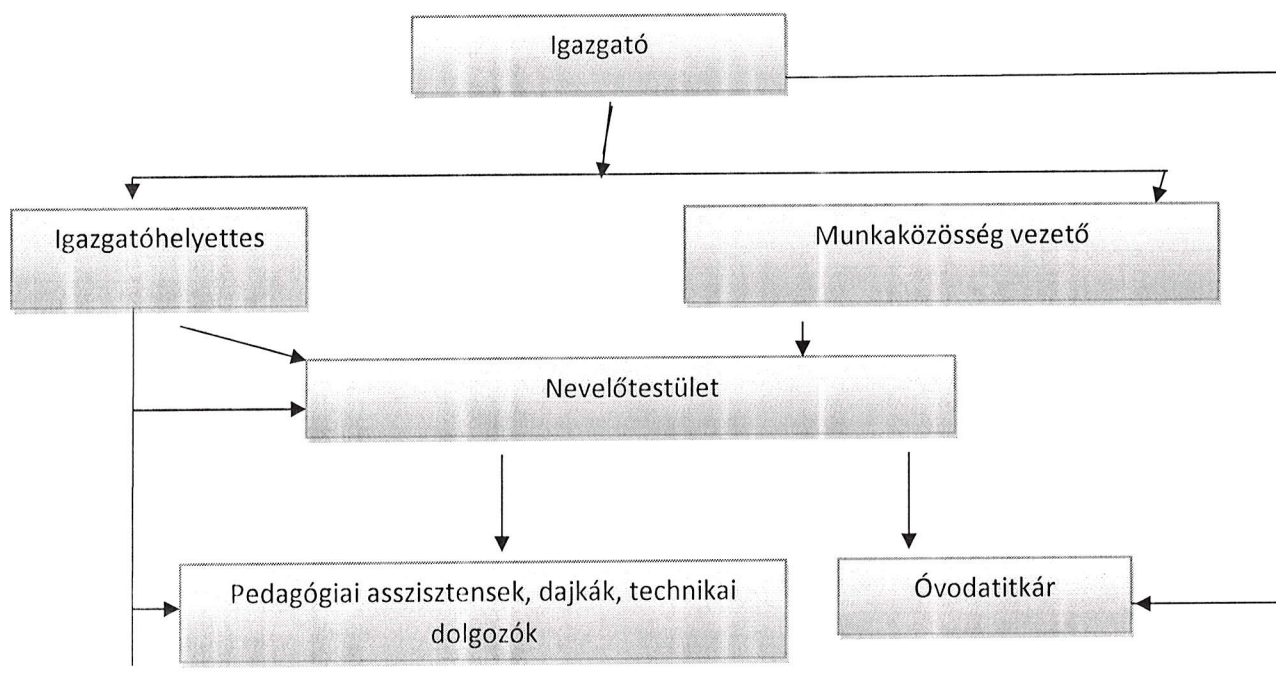 Igazgató
Igazgatóhelyettes
Munkaközösség vezető
Nevelőtestület
Pedagógiai asszisztensek, dajkák, technikai
dolgozók
Óvodatitkár